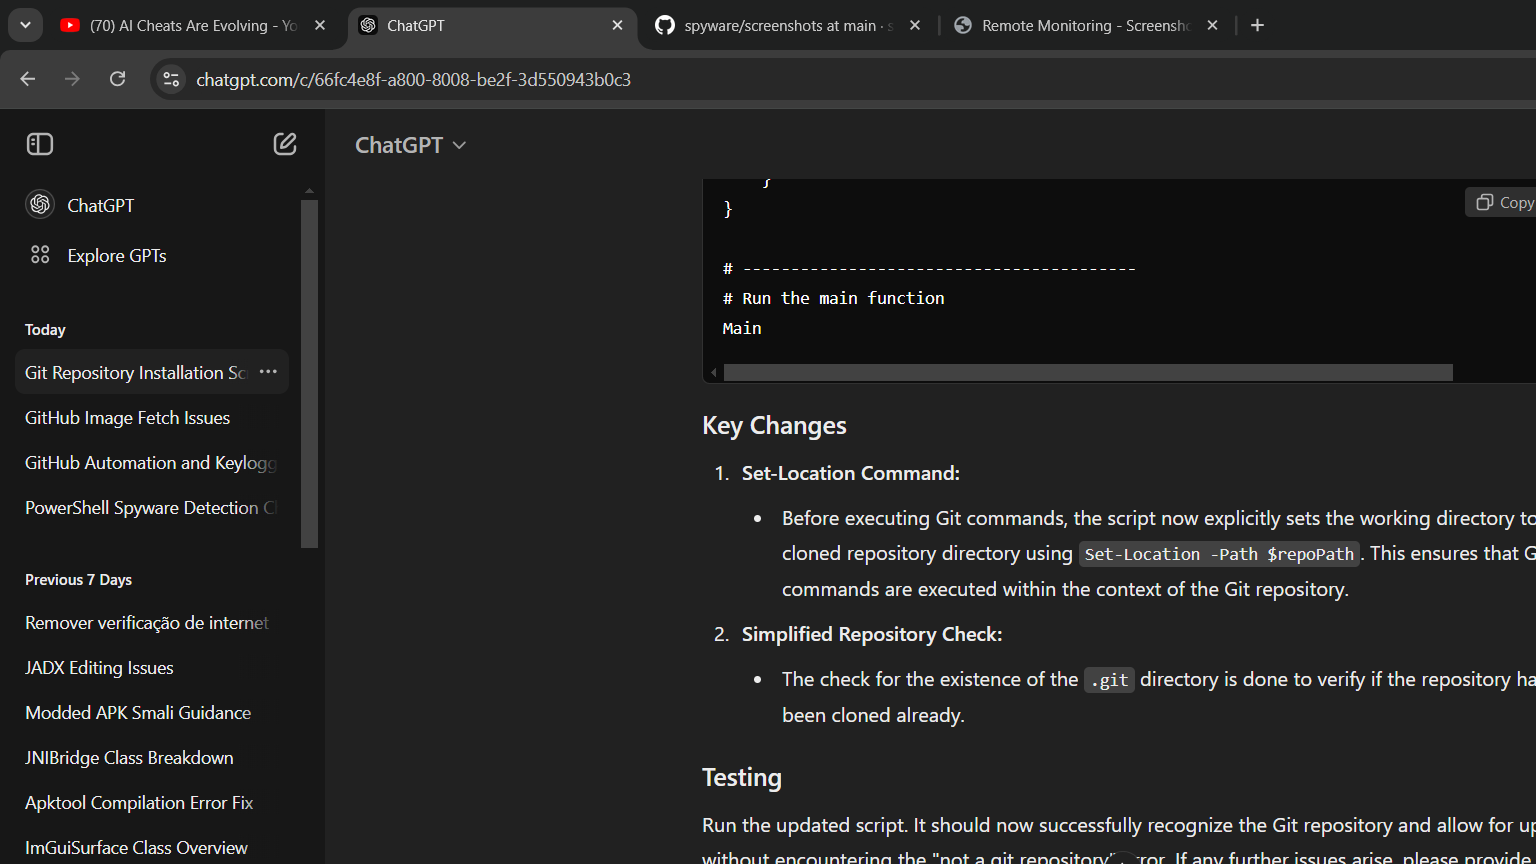 (70) AI Cheats Are Evolving - Yo
ChatGPT
spyware/screenshots at main · s
Remote Monitoring - Screensho
chatgpt.com/c/66fc4e8f-a800-8008-be2f-3d550943b0c3
ChatGPT
ChatGPT
Explore GPTs
Today
Git Repository Installation Scr
GitHub Image Fetch Issues
GitHub Automation and Keylogg
PowerShell Spyware Detection Cl
Previous 7 Days
Remover verificação de internet
JADX Editing Issues
Modded APK Smali Guidance
JNIBridge Class Breakdown
Apktool Compilation Error Fix
ImGuiSurface Class Overview
}
}
Copy
# -----------------------------------------
# Run the main function
Main
Key Changes
1. Set-Location Command:
• Before executing Git commands, the script now explicitly sets the working directory to
cloned repository directory using Set-Location -Path $repoPath. This ensures that G
commands are executed within the context of the Git repository.
2. Simplified Repository Check:
• The check for the existence of the .git directory is done to verify if the repository ha
been cloned already.
Testing
Run the updated script. It should now successfully recognize the Git repository and allow for up
without encountering the "not a git repository" error. If any further issues arise, please provide